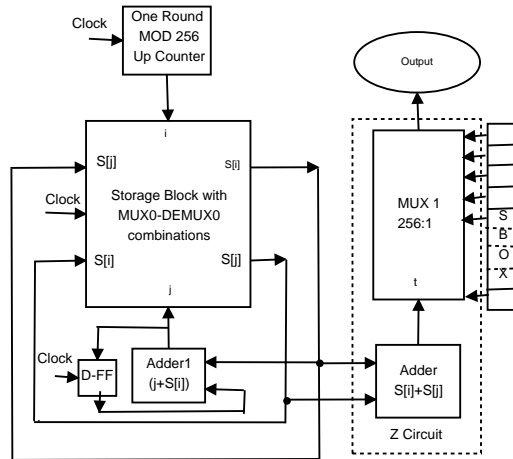 One Round
MOD 256
Up Counter
Clock
Output
i
S[j]
S[i]
Clock
Storage Block with
MUX0-DEMUX0
combinations
S[i]
S[j]
j
MUX 1
256:1
t
S
B
O
X
Clock
D-FF
Adder1
(j+S[i])
Adder
S[i]+S[j]
Z Circuit